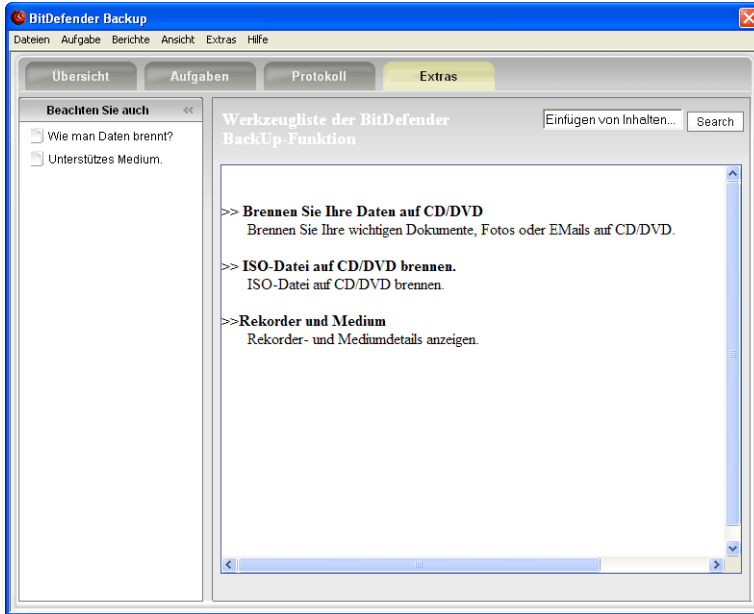 BitDefender Backup
Dateien Aufgabe Berichte Ansicht Extras Hilfe
Übersicht Aufgaben Protokoll Extras
Beachten Sie auch <<
Wie man Daten brennt?
Unterstützes Medium.
Werkzeugliste der BitDefender
BackUp-Funktion
Einfügen von Inhalten... Search
>> Brennen Sie Ihre Daten auf CD/DVD
Brennen Sie Ihre wichtigen Dokumente, Fotos oder EMails auf CD/DVD.
>> ISO-Datei auf CD/DVD brennen.
ISO-Datei auf CD/DVD brennen.
>>Rekorder und Medium
Rekorder- und Mediumdetails anzeigen.